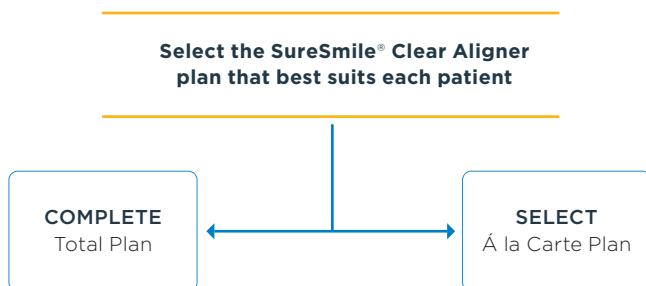 Select the SureSmile® Clear Aligner
plan that best suits each patient
COMPLETE
Total Plan
SELECT
Á la Carte Plan